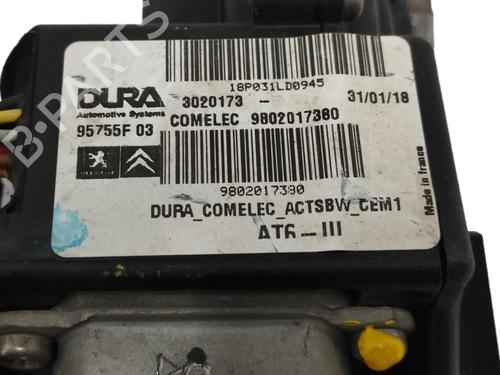 18P031LD0945
DURA
Automotive Systems
3020173 -
31/01/18
95755F 03
COMELEC 9802017380
9802017380
Made in france
DURA_COMELEC_ACTSBW_CEM1
AT6-III